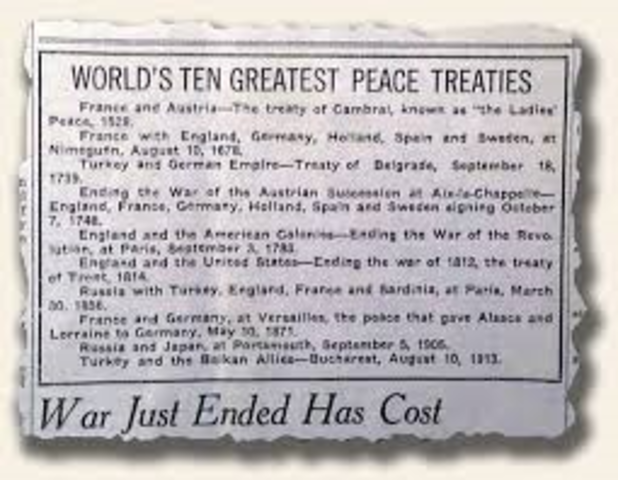 WORLD'S TEN GREATEST PEACE TREATIES
France and Austria—The treaty of Cambrai, known as "the Ladies'
Peace, 1529.
France with England, Germany, Holland, Spain and Sweden, at
Nimeguen, August 10, 1678.
Turkey and German Empire—Treaty of Belgrade, September 18,
1739.
Ending the War of the Austrian Succession at Aix-la-Chappelle—
England, France, Germany, Holland, Spain and Sweden signing October
7, 1748.
England and the American Colonies—Ending the War of the Revo-
lution, at Paris, September 3, 1783.
England and the United States—Ending the war of 1812, the treaty
of Trent, 1814.
Russia with Turkey, England, France and Sardinia, at Paris, March
30, 1856.
France and Germany, at Versailles, the peace that gave Alsace and
Lorraine to Germany, May 10, 1871.
Russia and Japan, at Portsmouth, September 5, 1905.
Turkey and the Balkan Allies—Bucharest, August 10, 1913.
War Just Ended Has Cost